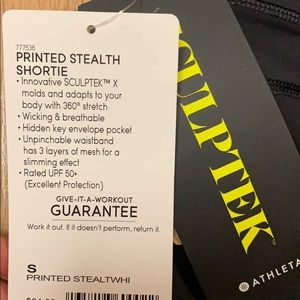 777536
PRINTED STEALTH
SHORTIE
• Innovative SCULPTEK™ X
molds and adapts to your
body with 360° stretch
• Wicking & breathable
• Hidden key envelope pocket
• Unpinchable waistband
has 3 layers of mesh for a
slimming effect
• Rated UPF 50+
(Excellent Protection)
GIVE-IT-A-WORKOUT
GUARANTEE
Work it out. If it doesn't perform, return it.
S
PRINTED STEALTWHI
SCULPTEK™
ATHLETA